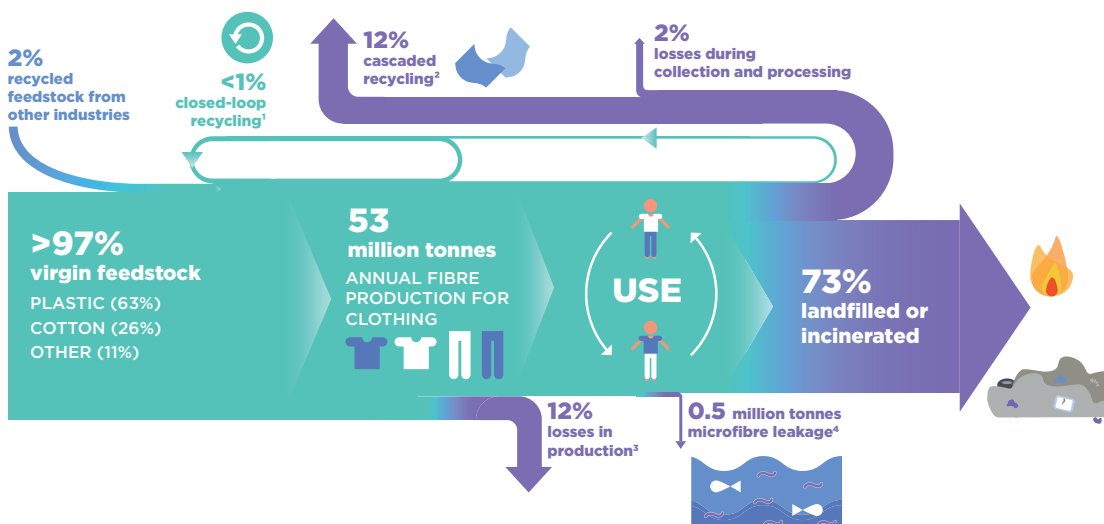 2%
recycled
feedstock from
other industries
<1%
closed-loop
recycling¹
12%
cascaded
recycling²
2%
losses during
collection and processing
>97%
virgin feedstock
PLASTIC (63%)
COTTON (26%)
OTHER (11%)
53
million tonnes
ANNUAL FIBRE
PRODUCTION FOR
CLOTHING
USE
73%
landfilled or
incinerated
12%
losses in
production³
0.5 million tonnes
microfibre leakage⁴